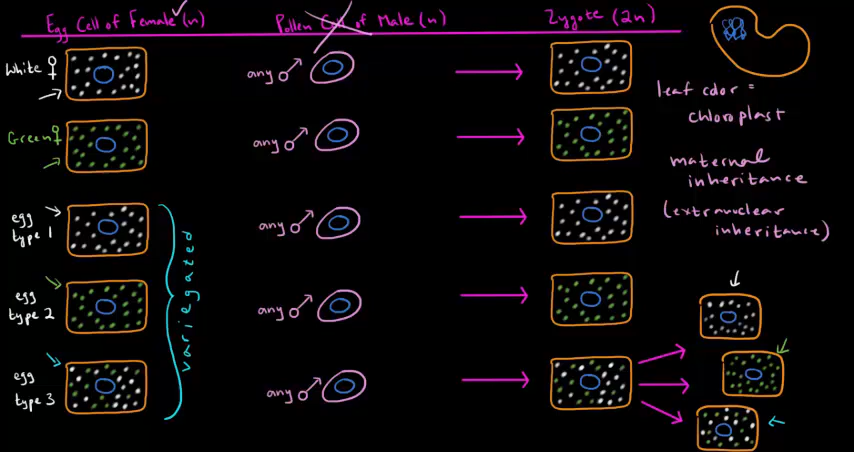 Egg Cell of Female (n)
Pollen Cell of Male (n)
Zygote (2n)
White ♀
any ♂
Green ♀
any ♂
egg
type 1
any ♂
egg
type 2
any ♂
egg
type 3
any ♂
variegated
leaf color =
chloroplast
maternal
inheritance
(extranuclear
inheritance)